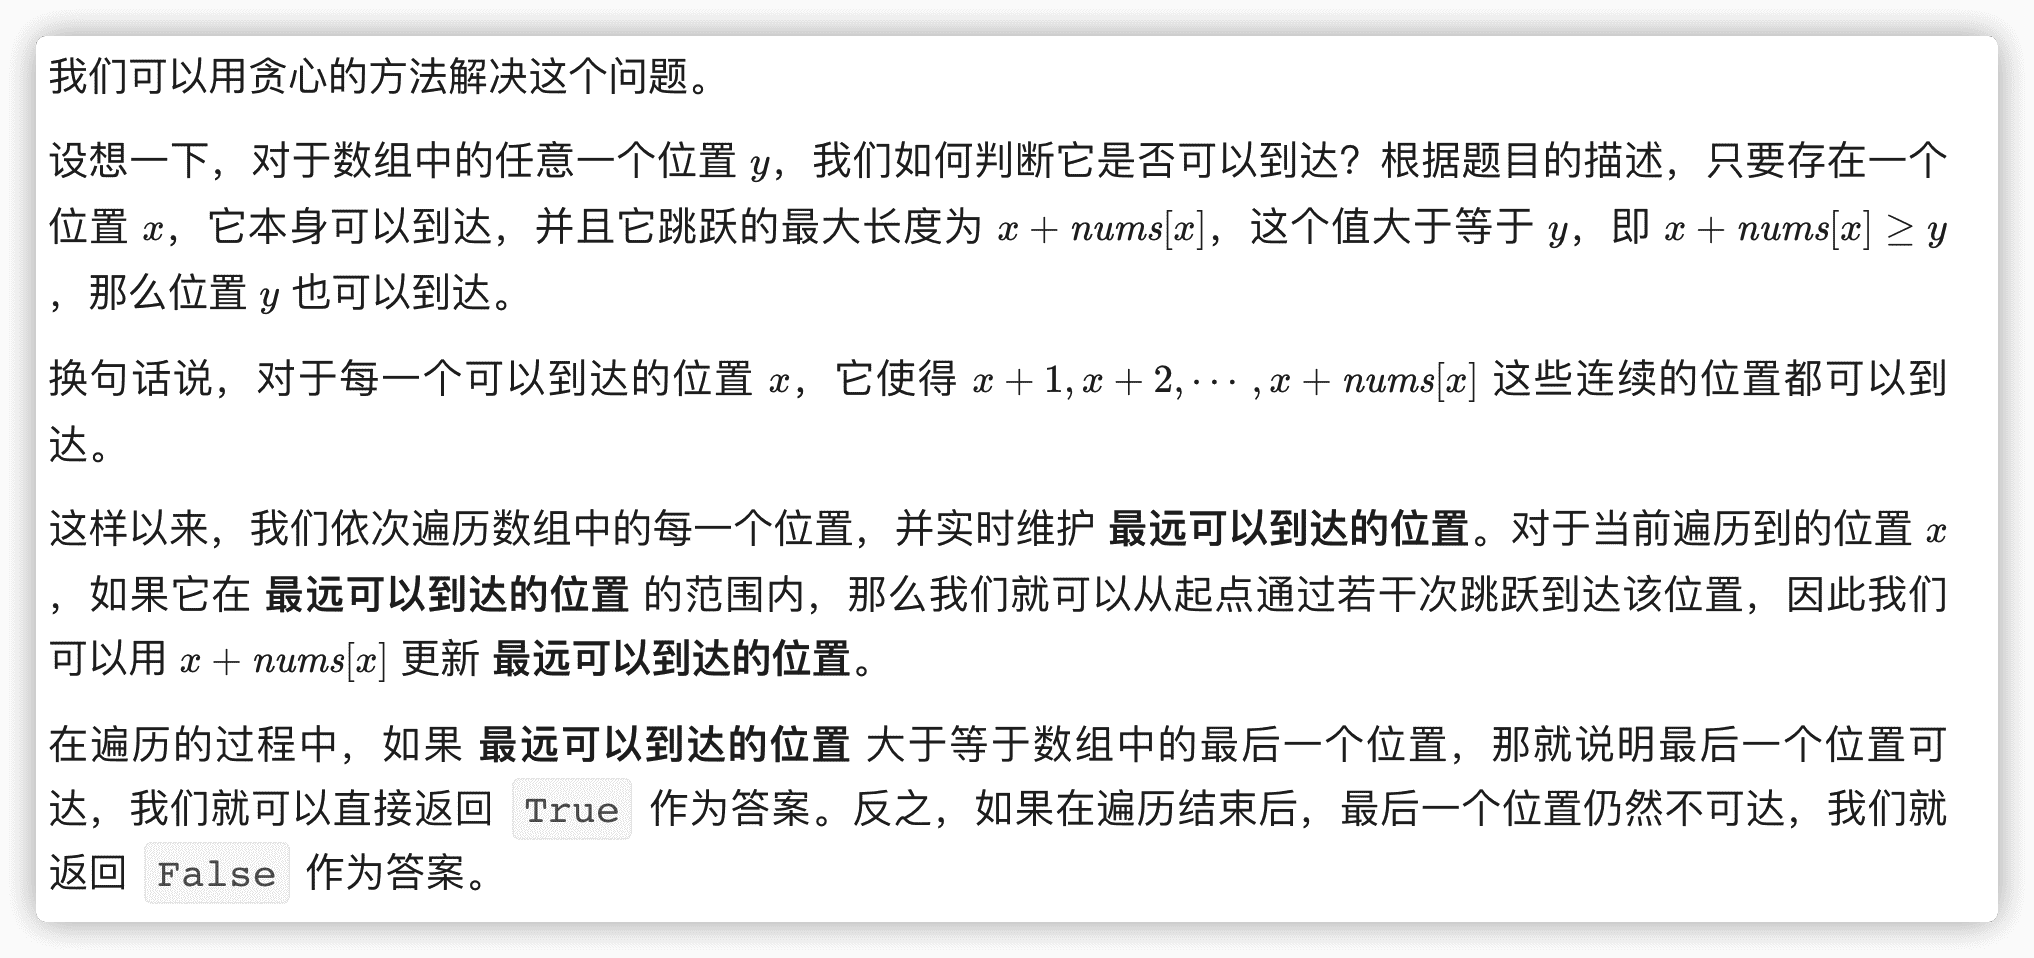 我们可以用贪心的方法解决这个问题。
设想一下，对于数组中的任意一个位置 y，我们如何判断它是否可以到达？根据题目的描述，只要存在一个
位置 x，它本身可以到达，并且它跳跃的最大长度为 x + nums[x]，这个值大于等于 y，即 x + nums[x] ≥ y
，那么位置 y 也可以到达。
换句话说，对于每一个可以到达的位置 x，它使得 x + 1, x + 2, ⋯ , x + nums[x] 这些连续的位置都可以到
达。
这样以来，我们依次遍历数组中的每一个位置，并实时维护 最远可以到达的位置。对于当前遍历到的位置 x
，如果它在 最远可以到达的位置 的范围内，那么我们就可以从起点通过若干次跳跃到达该位置，因此我们
可以用 x + nums[x] 更新 最远可以到达的位置。
在遍历的过程中，如果 最远可以到达的位置 大于等于数组中的最后一个位置，那就说明最后一个位置可
达，我们就可以直接返回 True 作为答案。反之，如果在遍历结束后，最后一个位置仍然不可达，我们就
返回 False 作为答案。